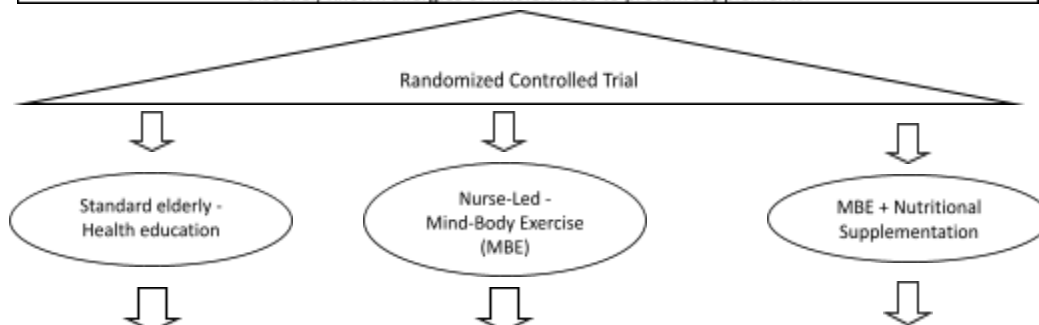 Randomized Controlled Trial
Standard elderly -
Health education
Nurse-Led -
Mind-Body Exercise
(MBE)
MBE + Nutritional
Supplementation